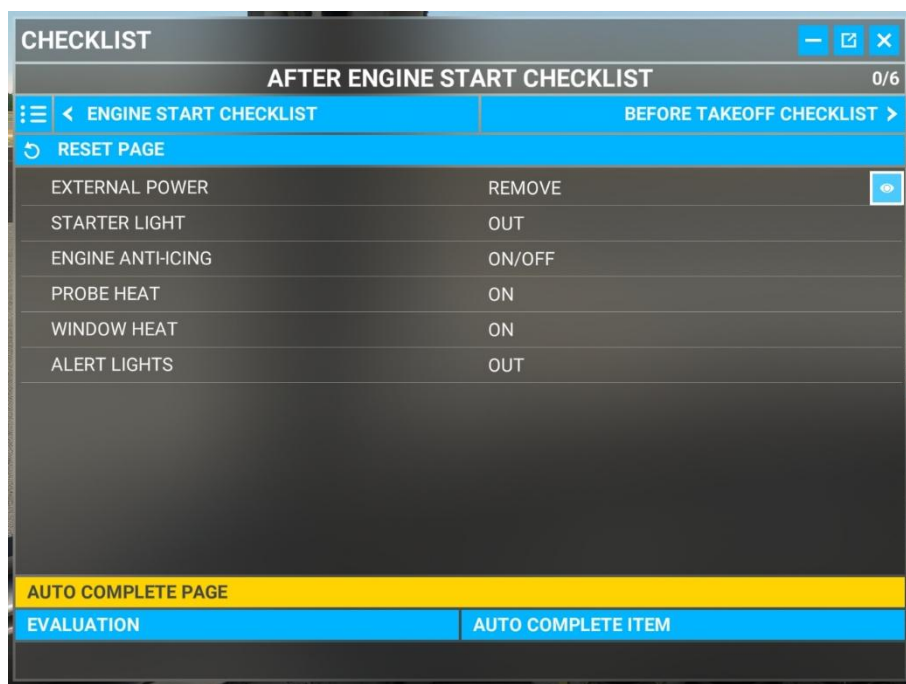 CHECKLIST
AFTER ENGINE START CHECKLIST 0/6
< ENGINE START CHECKLIST BEFORE TAKEOFF CHECKLIST >
RESET PAGE
EXTERNAL POWER REMOVE
STARTER LIGHT OUT
ENGINE ANTI-ICING ON/OFF
PROBE HEAT ON
WINDOW HEAT ON
ALERT LIGHTS OUT
AUTO COMPLETE PAGE
EVALUATION AUTO COMPLETE ITEM